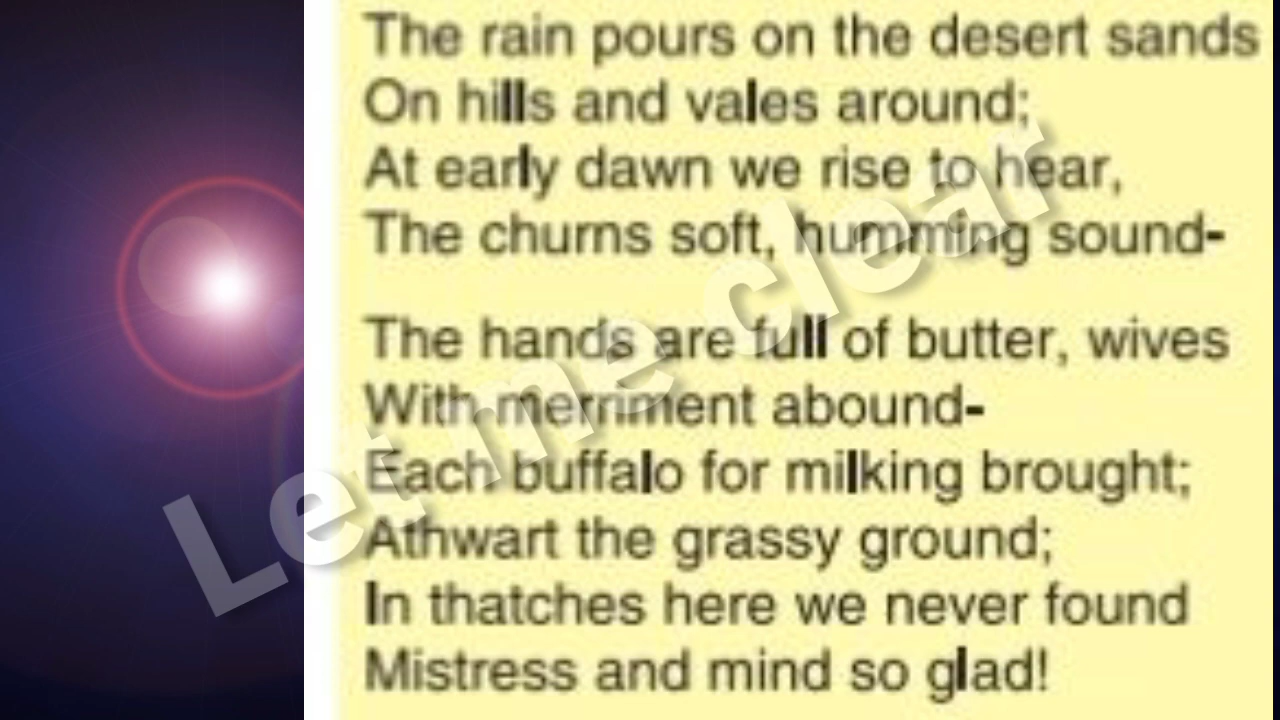 The rain pours on the desert sands
On hills and vales around;
At early dawn we rise to hear,
The churns soft, humming sound-
The hands are full of butter, wives
With merriment abound-
Each buffalo for milking brought;
Athwart the grassy ground;
In thatches here we never found
Mistress and mind so glad!
Let me clear